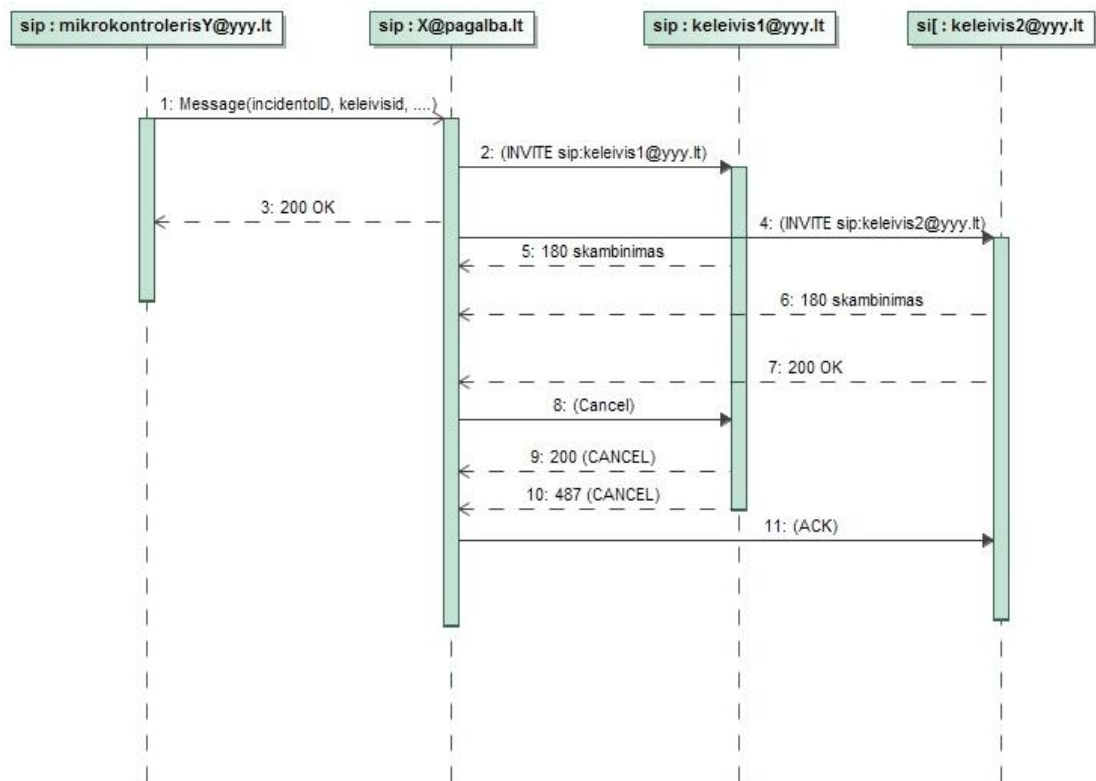 sip : mikrokontrolerisY@yyy.lt
sip : X@pagalba.lt
sip : keleivis1@yyy.lt
si[ : keleivis2@yyy.lt
1: Message(incidentoID, keleivisid, ....)
2: (INVITE sip:keleivis1@yyy.lt)
3: 200 OK
4: (INVITE sip:keleivis2@yyy.lt)
5: 180 skambinimas
6: 180 skambinimas
7: 200 OK
8: (Cancel)
9: 200 (CANCEL)
10: 487 (CANCEL)
11: (ACK)